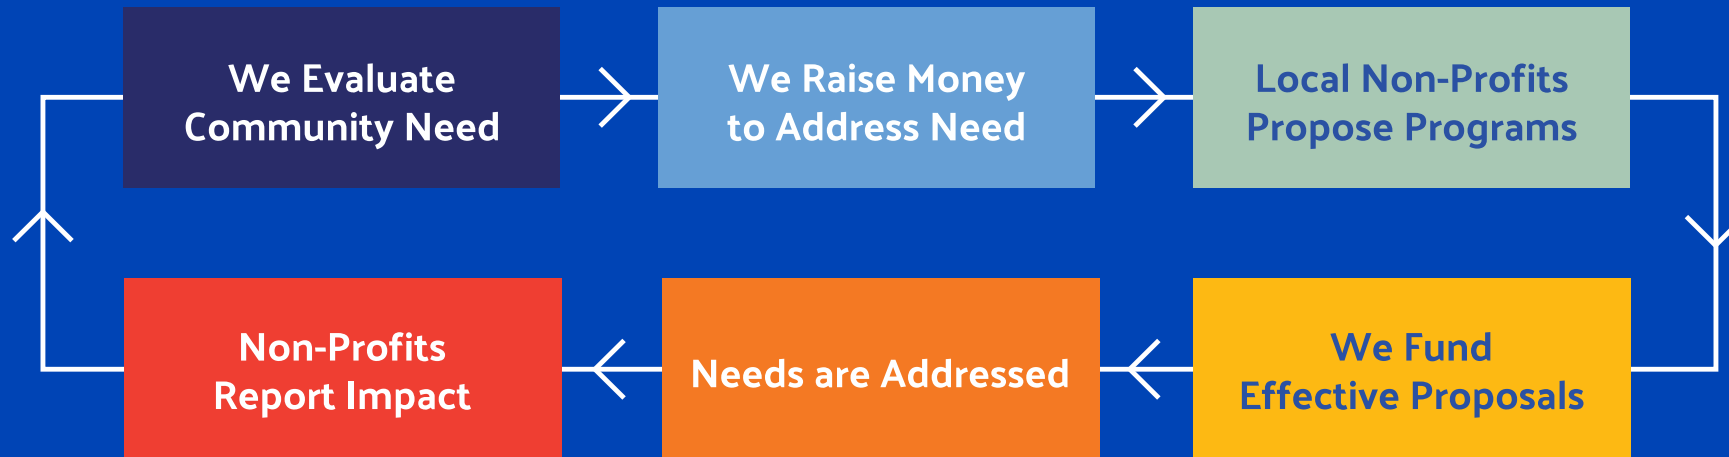 We Evaluate
Community Need
We Raise Money
to Address Need
Local Non-Profits
Propose Programs
We Fund
Effective Proposals
Needs are Addressed
Non-Profits
Report Impact